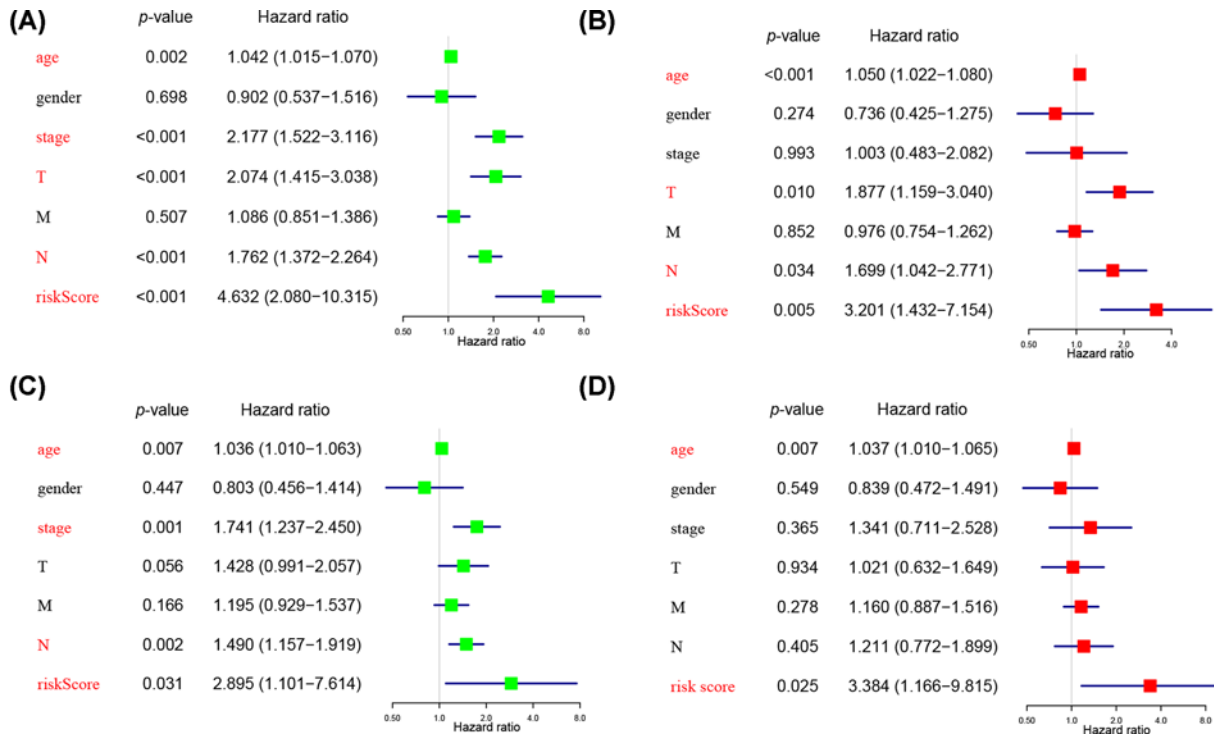 (A)
p-value Hazard ratio
age 0.002 1.042 (1.015−1.070)
gender 0.698 0.902 (0.537−1.516)
stage <0.001 2.177 (1.522−3.116)
T <0.001 2.074 (1.415−3.038)
M 0.507 1.086 (0.851−1.386)
N <0.001 1.762 (1.372−2.264)
riskScore <0.001 4.632 (2.080−10.315)
0.50 1.0 2.0 4.0 8.0
Hazard ratio
(B)
p-value Hazard ratio
age <0.001 1.050 (1.022−1.080)
gender 0.274 0.736 (0.425−1.275)
stage 0.993 1.003 (0.483−2.082)
T 0.010 1.877 (1.159−3.040)
M 0.852 0.976 (0.754−1.262)
N 0.034 1.699 (1.042−2.771)
riskScore 0.005 3.201 (1.432−7.154)
0.50 1.0 2.0 4.0
Hazard ratio
(C)
p-value Hazard ratio
age 0.007 1.036 (1.010−1.063)
gender 0.447 0.803 (0.456−1.414)
stage 0.001 1.741 (1.237−2.450)
T 0.056 1.428 (0.991−2.057)
M 0.166 1.195 (0.929−1.537)
N 0.002 1.490 (1.157−1.919)
riskScore 0.031 2.895 (1.101−7.614)
0.50 1.0 2.0 4.0 8.0
Hazard ratio
(D)
p-value Hazard ratio
age 0.007 1.037 (1.010−1.065)
gender 0.549 0.839 (0.472−1.491)
stage 0.365 1.341 (0.711−2.528)
T 0.934 1.021 (0.632−1.649)
M 0.278 1.160 (0.887−1.516)
N 0.405 1.211 (0.772−1.899)
risk score 0.025 3.384 (1.166−9.815)
0.50 1.0 2.0 4.0 8.0
Hazard ratio